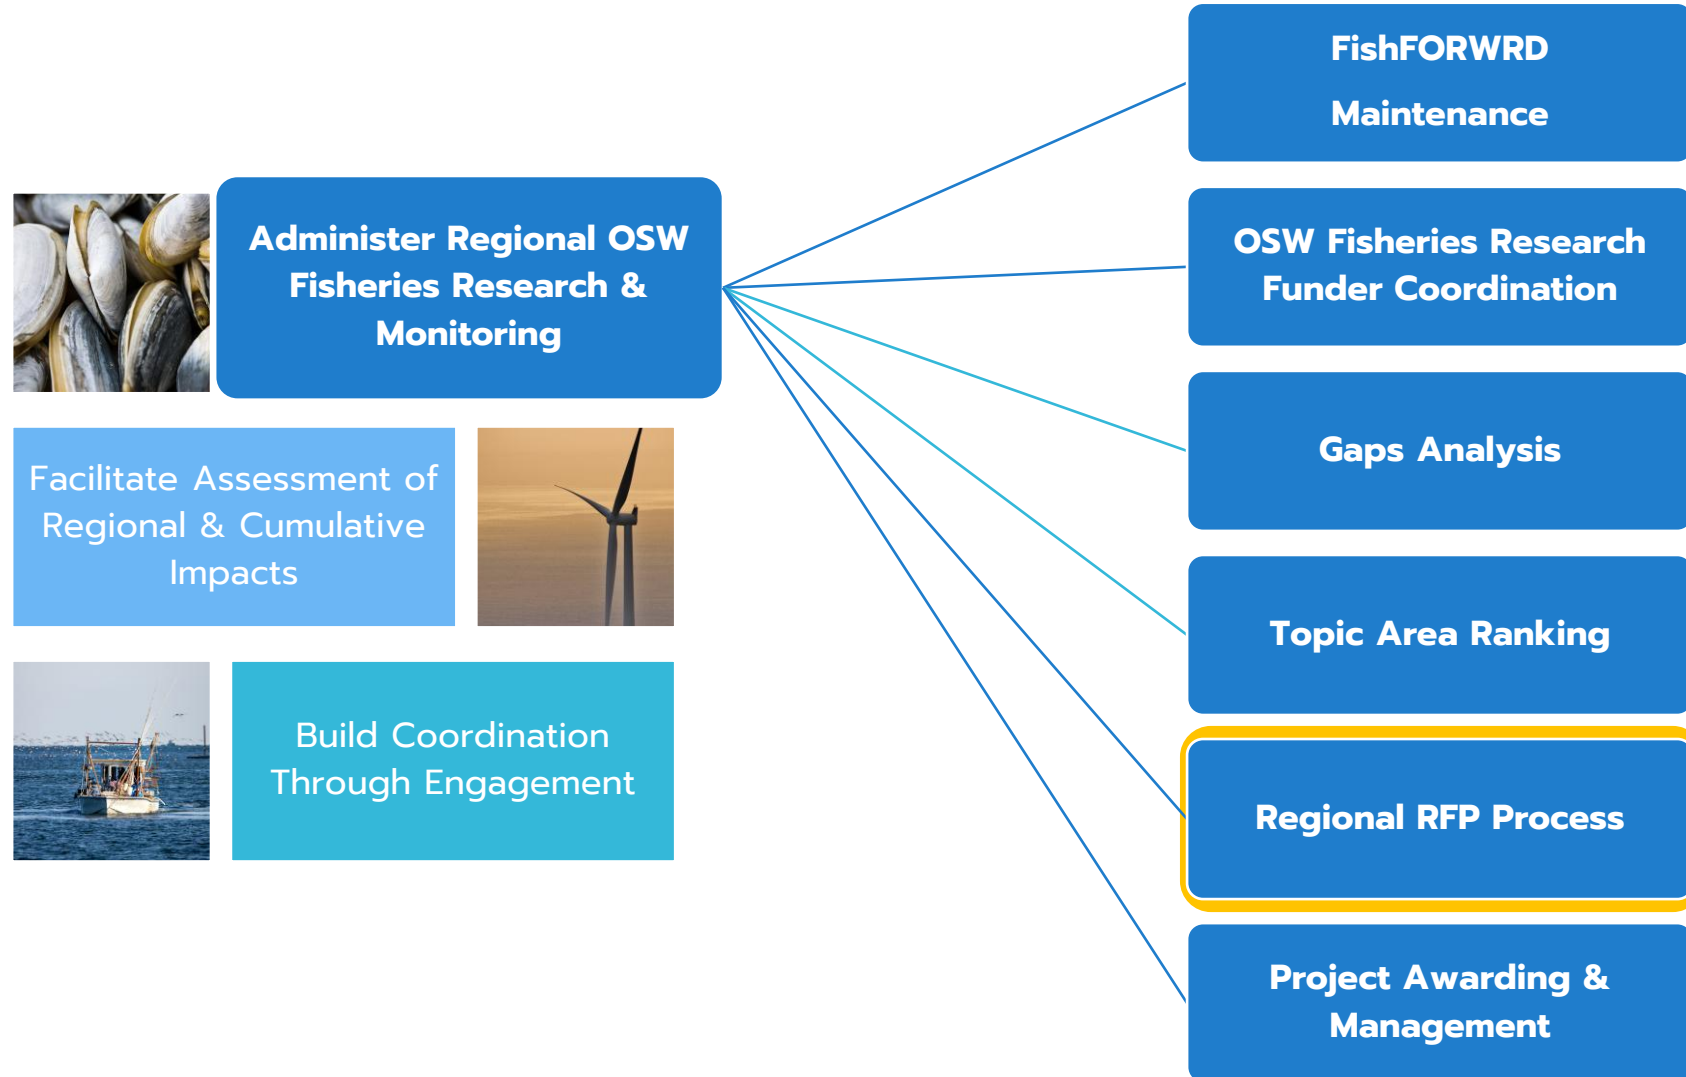 Administer Regional OSW
Fisheries Research &
Monitoring
Facilitate Assessment of
Regional & Cumulative
Impacts
Build Coordination
Through Engagement
FishFORWRD
Maintenance
OSW Fisheries Research
Funder Coordination
Gaps Analysis
Topic Area Ranking
Regional RFP Process
Project Awarding &
Management